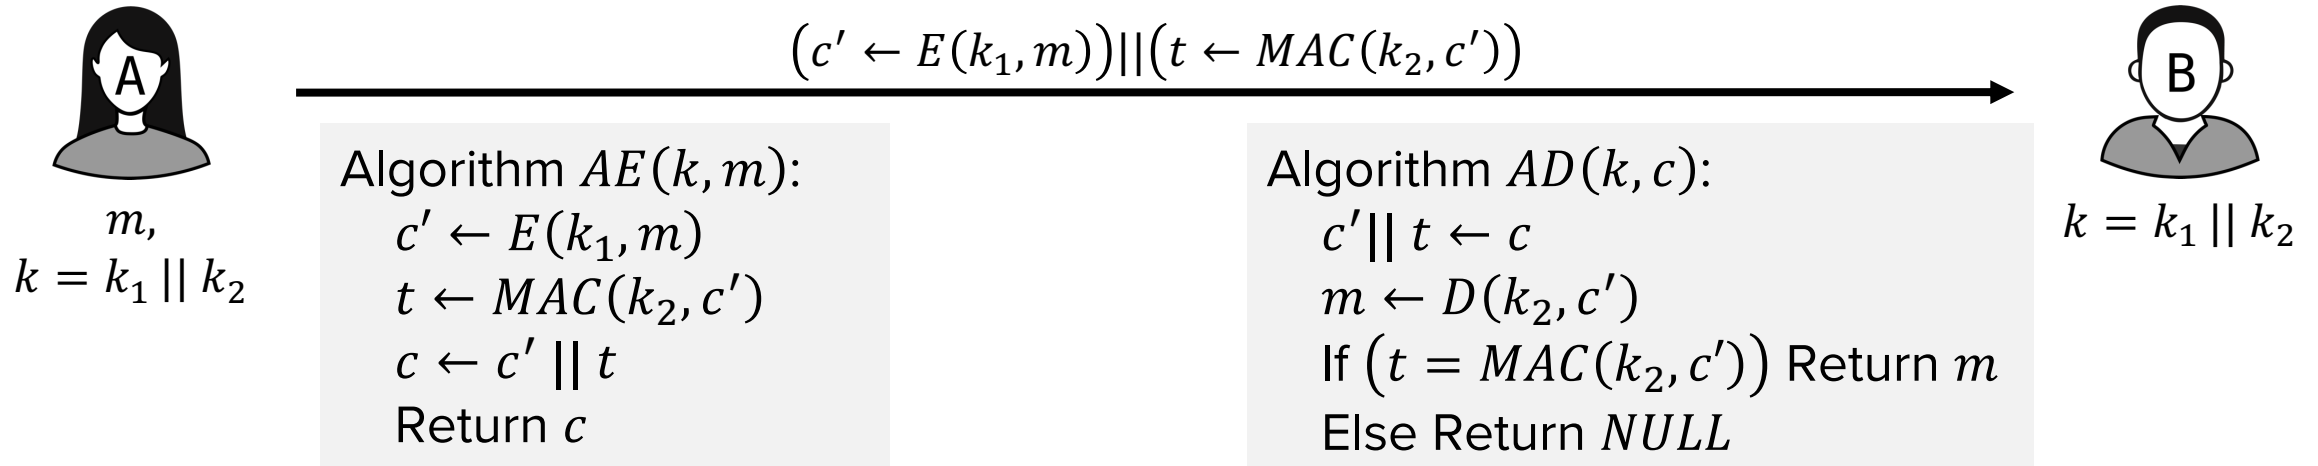 (c′ ← E(k₁, m))||(t ← MAC(k₂, c′))
A
B
m,
k = k₁ || k₂
Algorithm AE(k, m):
c′ ← E(k₁, m)
t ← MAC(k₂, c′)
c ← c′ || t
Return c
Algorithm AD(k, c):
c′|| t ← c
m ← D(k₂, c′)
If (t = MAC(k₂, c′)) Return m
Else Return NULL
k = k₁ || k₂